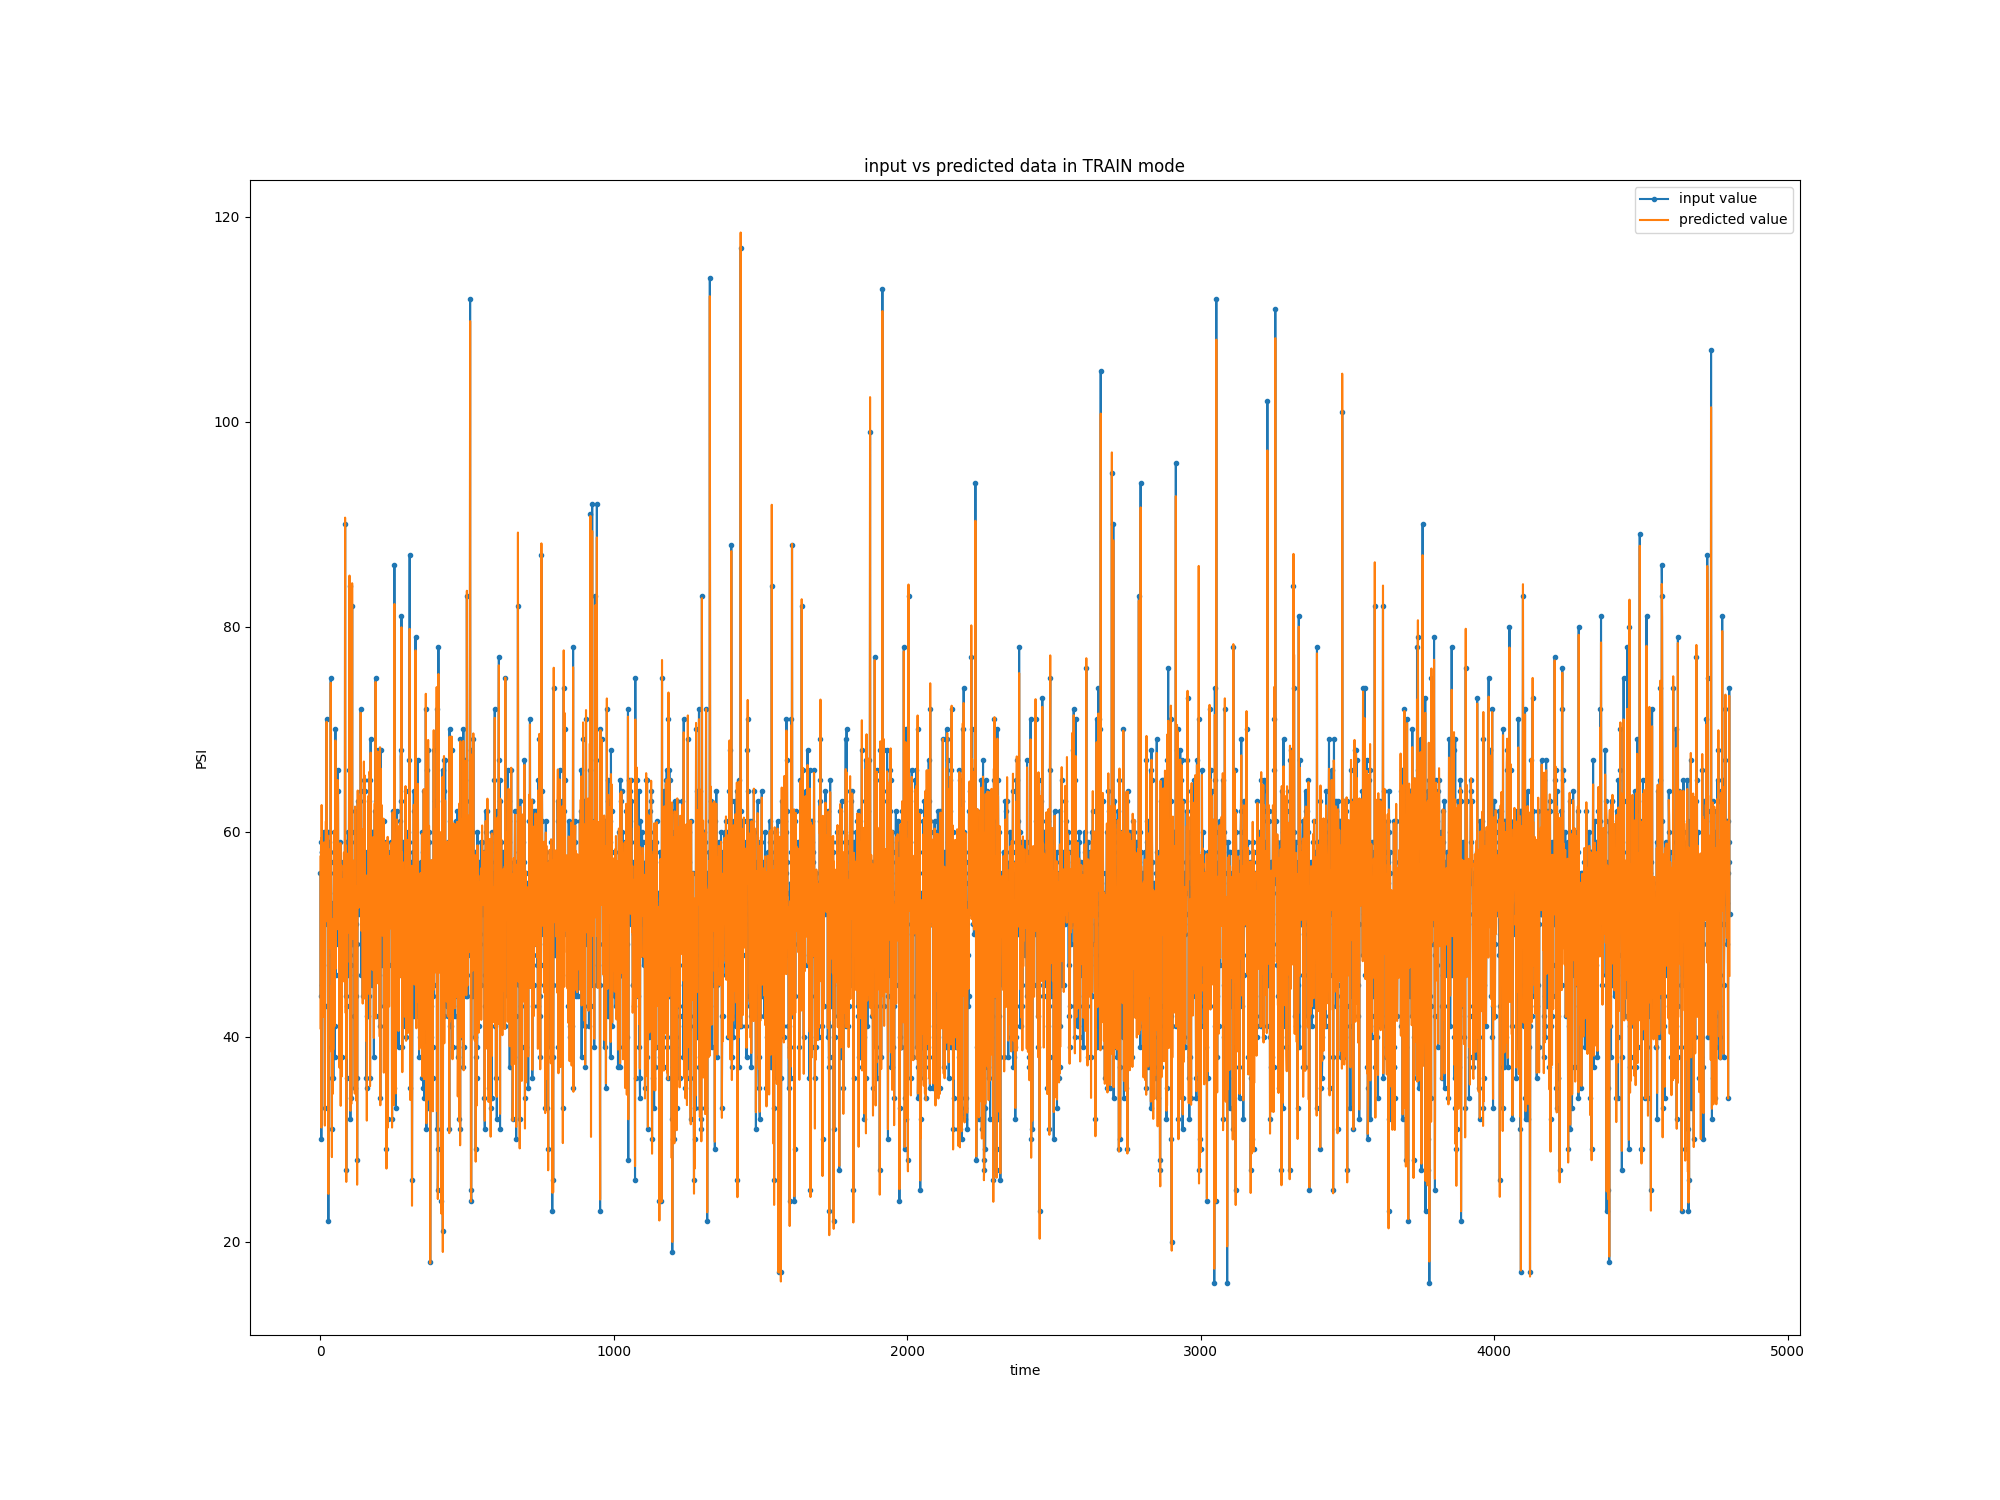 input vs predicted data in TRAIN mode
input value
predicted value
120
100
80
60
40
20
PSI
0
1000
2000
3000
4000
5000
time